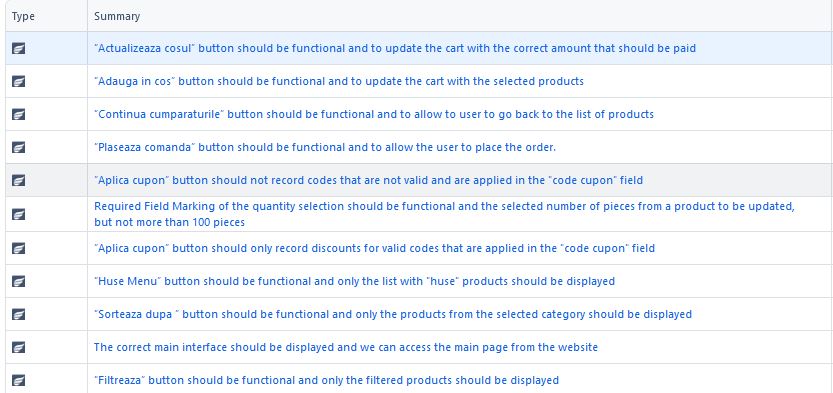 Type Summary
"Actualizeaza cosul" button should be functional and to update the cart with the correct amount that should be paid
"Adauga in cos" button should be functional and to update the cart with the selected products
"Continua cumparaturile" button should be functional and to allow to user to go back to the list of products
"Plaseaza comanda" button should be functional and to allow the user to place the order.
"Aplica cupon" button should not record codes that are not valid and are applied in the "code cupon" field
Required Field Marking of the quantity selection should be functional and the selected number of pieces from a product to be updated,
but not more than 100 pieces
"Aplica cupon" button should only record discounts for valid codes that are applied in the "code cupon" field
"Huse Menu" button should be functional and only the list with "huse" products should be displayed
"Sorteaza dupa " button should be functional and only the products from the selected category should be displayed
The correct main interface should be displayed and we can access the main page from the website
"Filtreaza" button should be functional and only the filtered products should be displayed